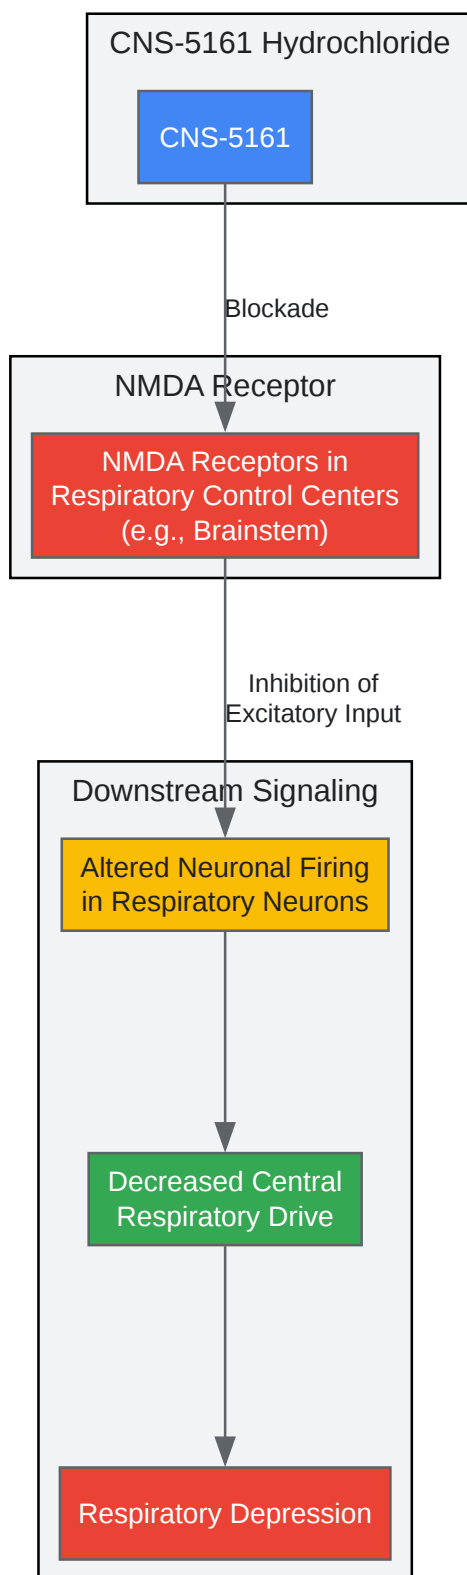 CNS-5161 Hydrochloride
CNS-5161
Blockade
NMDA Receptor
NMDA Receptors in
Respiratory Control Centers
(e.g., Brainstem)
Inhibition of
Excitatory Input
Downstream Signaling
Altered Neuronal Firing
in Respiratory Neurons
Decreased Central
Respiratory Drive
Respiratory Depression